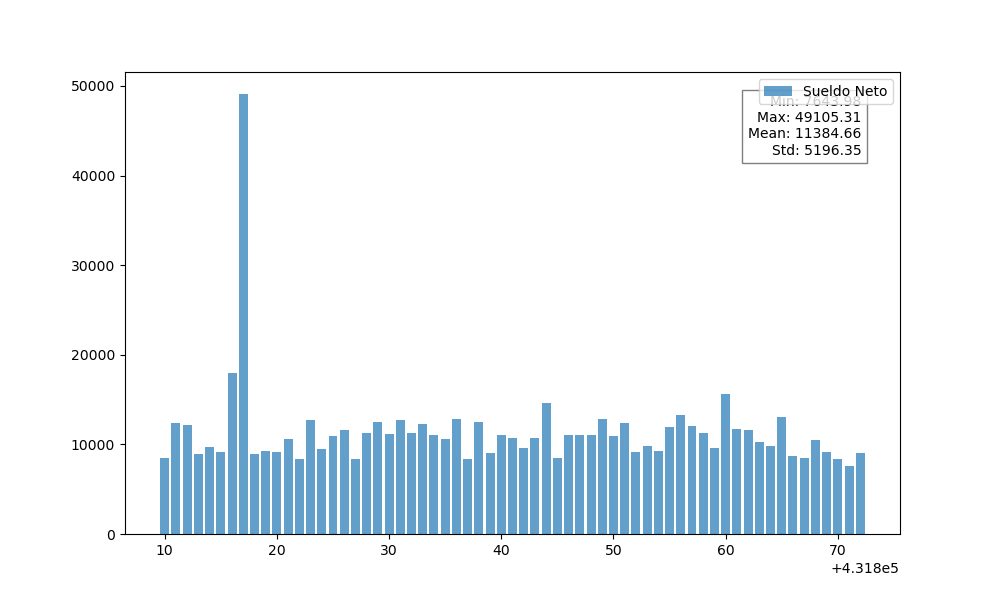 50000
40000
30000
20000
10000
0
Sueldo Neto
Min: 7643.98
Max: 49105.31
Mean: 11384.66
Std: 5196.35
10 20 30 40 50 60 70
+4.318e5